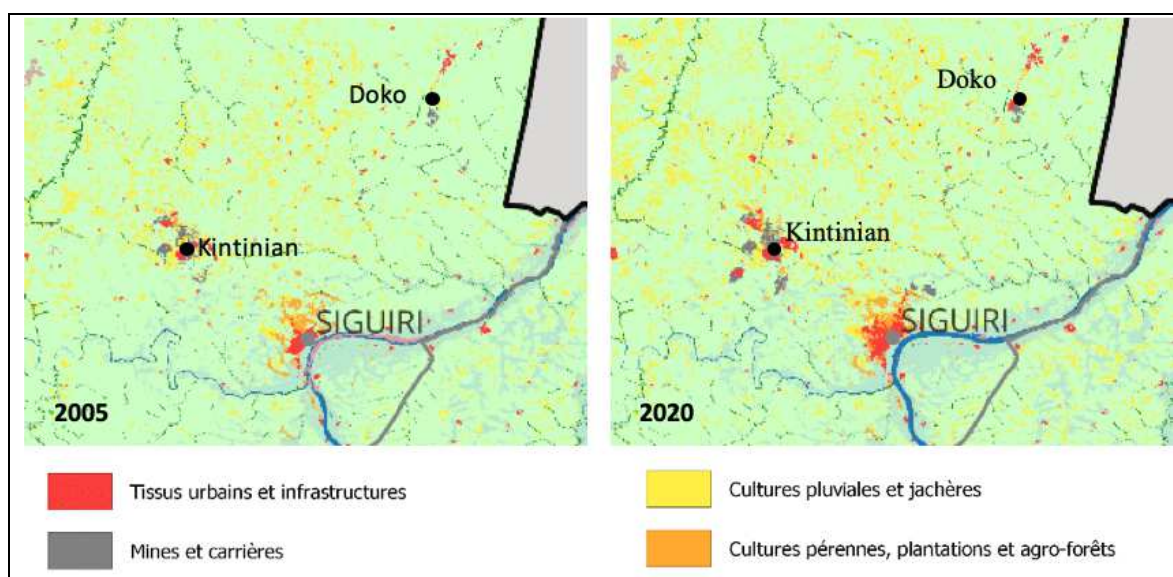 Doko
Kintinian
SIGUIRI
2005
Doko
Kintinian
SIGUIRI
2020
Tissus urbains et infrastructures
Mines et carrières
Cultures pluviales et jachères
Cultures pérennes, plantations et agro-forêts